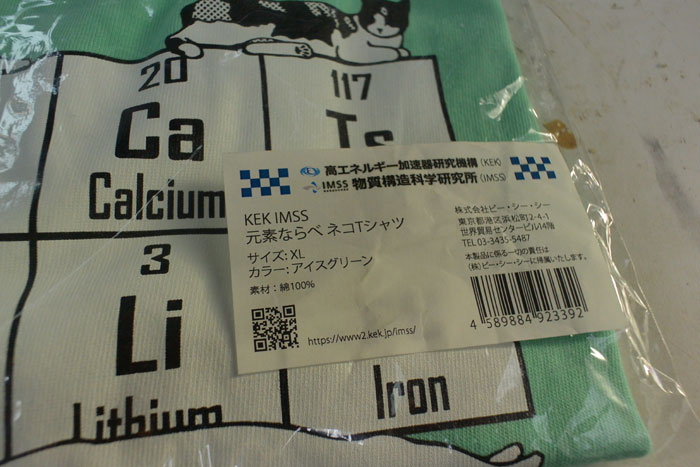 20
Ca
Calcium
117
Ts
3
Li
Lithium
Iron
高エネルギー加速器研究機構(KEK)
IMSS 物質構造科学研究所(IMSS)
KEK IMSS
元素ならべ ネコTシャツ
サイズ: XL
カラー: アイスグリーン
素材:綿100%
https://www2.kek.jp/imss/
株式会社ビー・シー・シー
東京都港区浜松町2-4-1
世界貿易センタービル14階
TEL 03-3435-5487
本製品に係る一切の責任は
(株)ビー・シー・シーに帰属いたします。
4 589884 923392